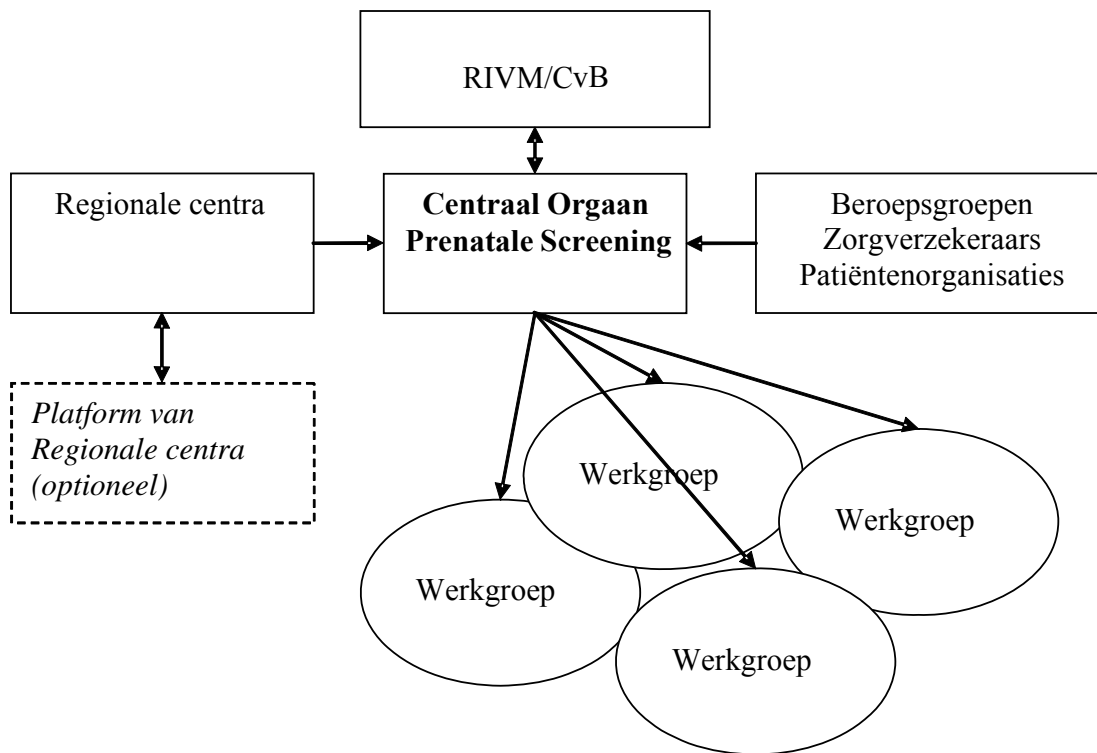 RIVM/CvB
Regionale centra
Centraal Orgaan
Prenatale Screening
Beroepsgroepen
Zorgverzekeraars
Patiëntenorganisaties
Platform van
Regionale centra
(optioneel)
Werkgroep
Werkgroep
Werkgroep
Werkgroep